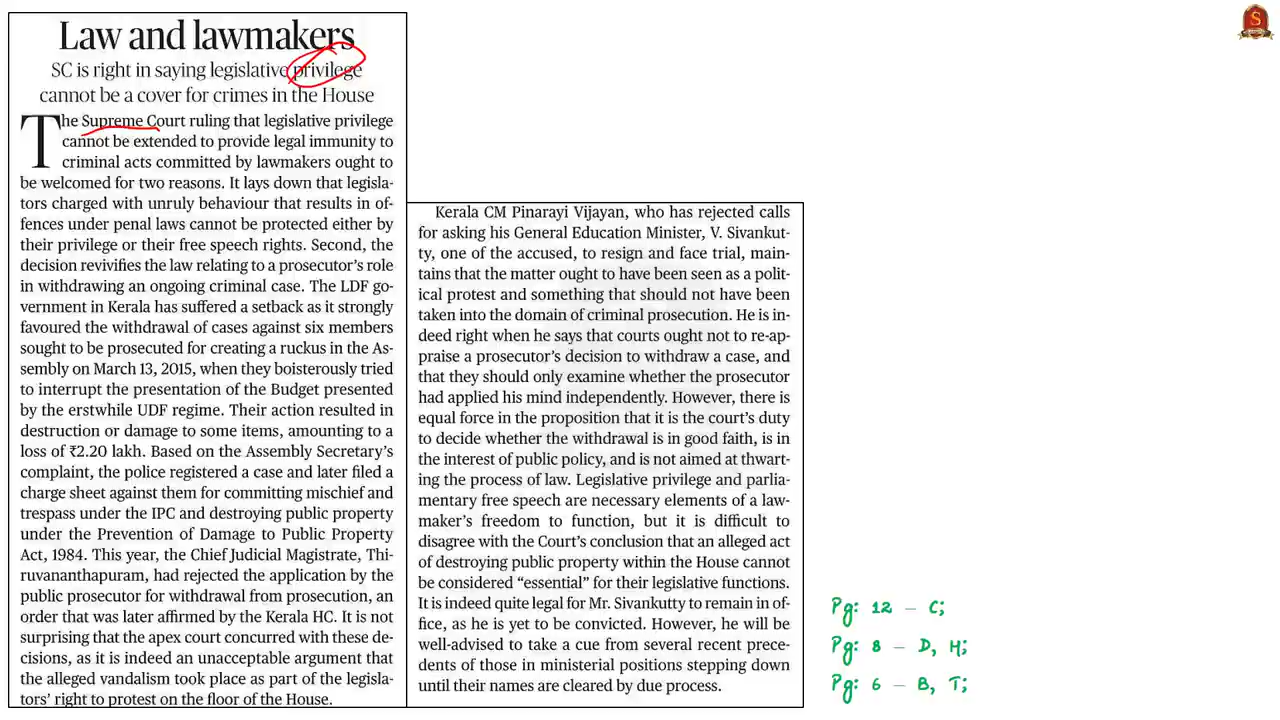 Law and lawmakers
SC is right in saying legislative privilege
cannot be a cover for crimes in the House
The Supreme Court ruling that legislative privilege
cannot be extended to provide legal immunity to
criminal acts committed by lawmakers ought to
be welcomed for two reasons. It lays down that legisla-
tors charged with unruly behaviour that results in of-
fences under penal laws cannot be protected either by
their privilege or their free speech rights. Second, the
decision revivifies the law relating to a prosecutor's role
in withdrawing an ongoing criminal case. The LDF go-
vernment in Kerala has suffered a setback as it strongly
favoured the withdrawal of cases against six members
sought to be prosecuted for creating a ruckus in the As-
sembly on March 13, 2015, when they boisterously tried
to interrupt the presentation of the Budget presented
by the erstwhile UDF regime. Their action resulted in
destruction or damage to some items, amounting to a
loss of ₹2.20 lakh. Based on the Assembly Secretary's
complaint, the police registered a case and later filed a
charge sheet against them for committing mischief and
trespass under the IPC and destroying public property
under the Prevention of Damage to Public Property
Act, 1984. This year, the Chief Judicial Magistrate, Thi-
ruvananthapuram, had rejected the application by the
public prosecutor for withdrawal from prosecution, an
order that was later affirmed by the Kerala HC. It is not
surprising that the apex court concurred with these de-
cisions, as it is indeed an unacceptable argument that
the alleged vandalism took place as part of the legisla-
tors' right to protest on the floor of the House.
Kerala CM Pinarayi Vijayan, who has rejected calls
for asking his General Education Minister, V. Sivankut-
ty, one of the accused, to resign and face trial, main-
tains that the matter ought to have been seen as a polit-
ical protest and something that should not have been
taken into the domain of criminal prosecution. He is in-
deed right when he says that courts ought not to re-ap-
praise a prosecutor's decision to withdraw a case, and
that they should only examine whether the prosecutor
had applied his mind independently. However, there is
equal force in the proposition that it is the court's duty
to decide whether the withdrawal is in good faith, is in
the interest of public policy, and is not aimed at thwart-
ing the process of law. Legislative privilege and parlia-
mentary free speech are necessary elements of a law-
maker's freedom to function, but it is difficult to
disagree with the Court's conclusion that an alleged act
of destroying public property within the House cannot
be considered “essential” for their legislative functions.
It is indeed quite legal for Mr. Sivankutty to remain in of-
fice, as he is yet to be convicted. However, he will be
well-advised to take a cue from several recent prece-
dents of those in ministerial positions stepping down
until their names are cleared by due process.
Pg: 12 – C;
Pg: 8 – D, H;
Pg: 6 – B, T;